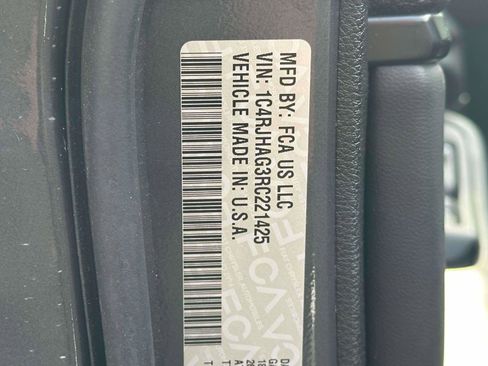 MFD BY: FCA US LLC
VIN: 1C4RJHAG3RC221425
VEHICLE MADE IN: U.S.A.